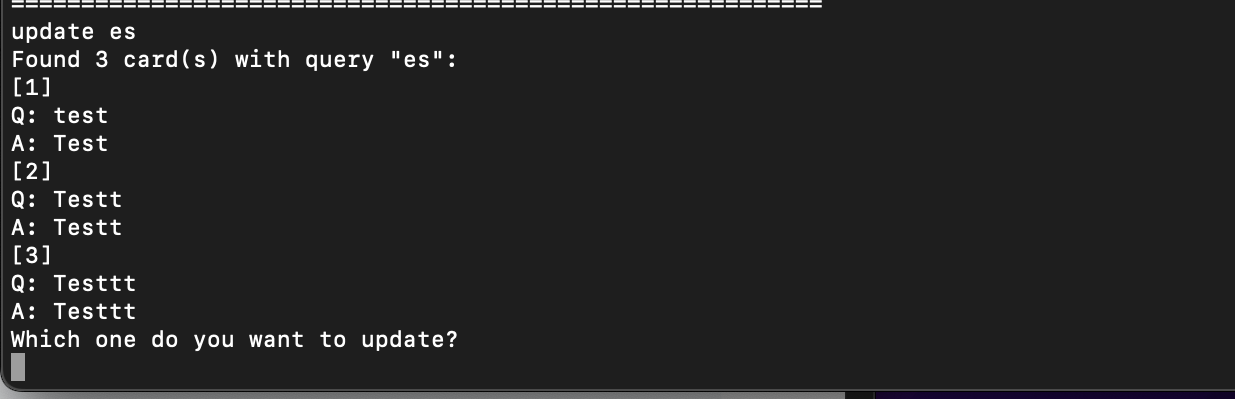 ==========================================================
update es
Found 3 card(s) with query "es":
[1]
Q: test
A: Test
[2]
Q: Testt
A: Testt
[3]
Q: Testtt
A: Testtt
Which one do you want to update?